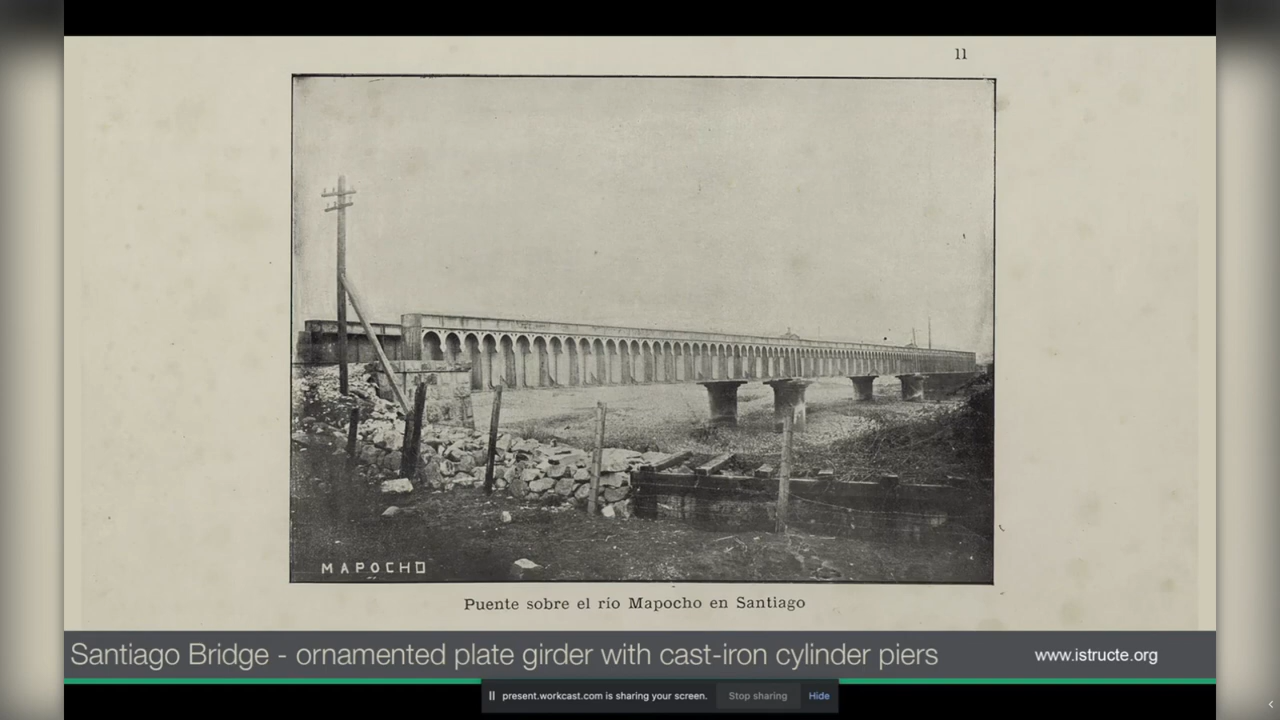 11
MAPOCHO
Puente sobre el río Mapocho en Santiago
Santiago Bridge - ornamented plate girder with cast-iron cylinder piers
www.istructe.org
present.workcast.com is sharing your screen.
Stop sharing
Hide